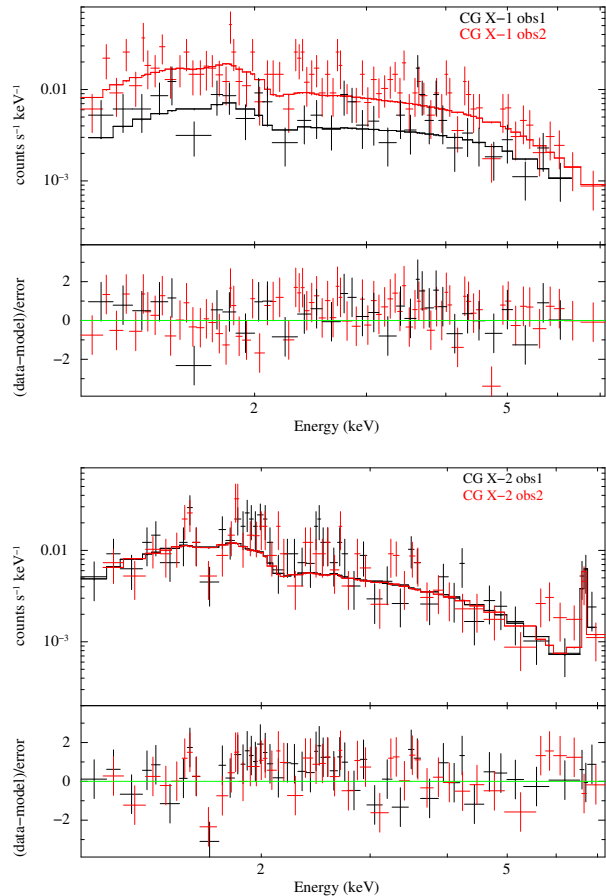 CG X−1 obs1
CG X−1 obs2
0.01
10⁻³
counts s⁻¹ keV⁻¹
2
0
−2
(data−model)/error
2
5
Energy (keV)
CG X−2 obs1
CG X−2 obs2
0.01
10⁻³
counts s⁻¹ keV⁻¹
2
0
−2
(data−model)/error
2
5
Energy (keV)